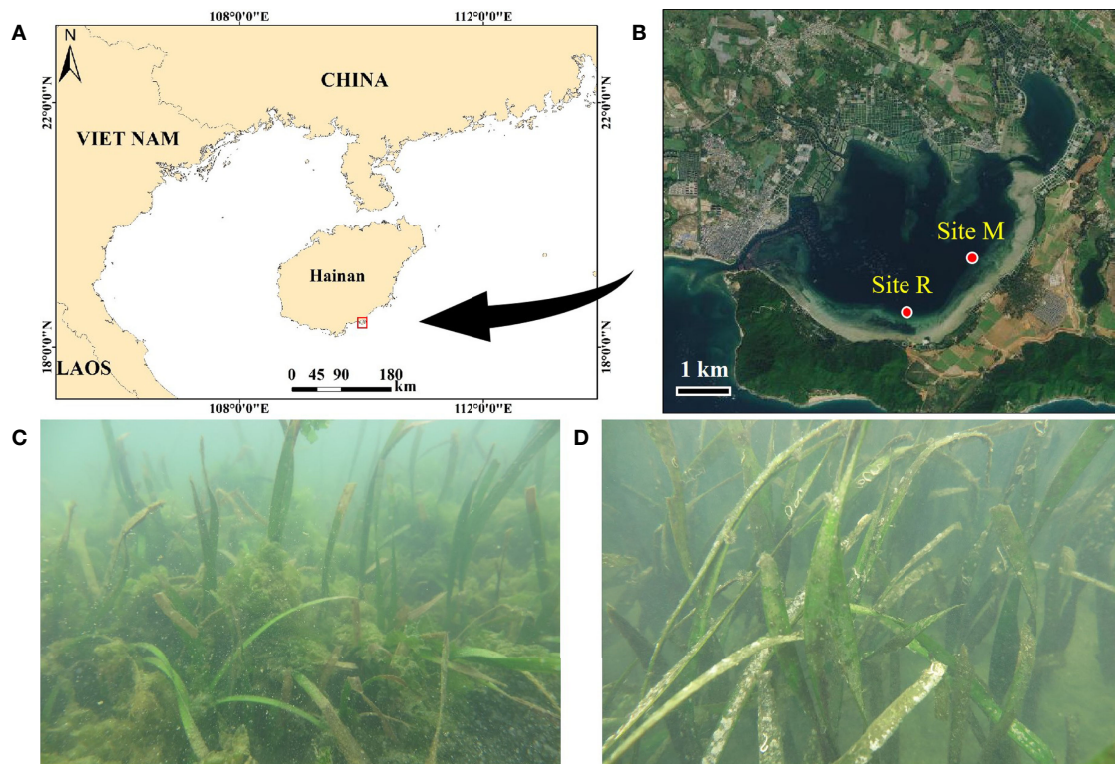 A
108°0'0"E
112°0'0"E
N
CHINA
VIET NAM
22°0'0"N
22°0'0"N
Hainan
18°0'0"N
18°0'0"N
LAOS
0 45 90 180
km
108°0'0"E
112°0'0"E
B
Site M
Site R
1 km
C
D